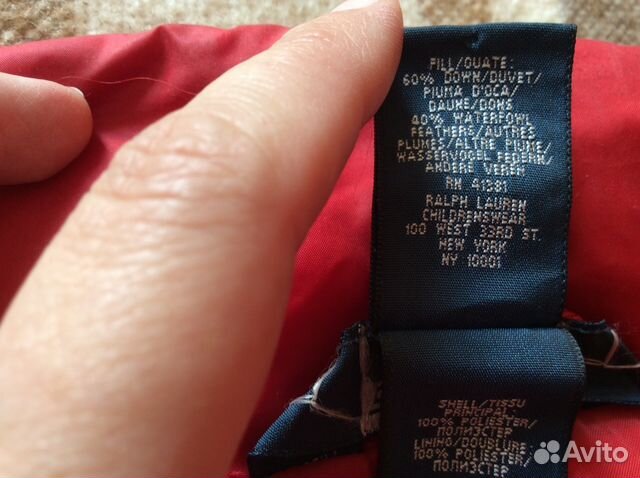 FILL/OUATE:
60% DOWN/DUVET/
PIUMA D'OCA/
DAUNE/DONS
40% WATERFOWL
FEATHERS/AUTRES
PLUMES/ALTRE PIUME/
WASSERVOGEL FEDERN/
ANDERE VEREN
RN 41381
RALPH LAUREN
CHILDRENSWEAR
100 WEST 33RD ST.
NEW YORK
NY 10001
SHELL/TISSU
PRINCIPAL:
100% POLIESTER/
ПОЛИЭСТЕР
LINING/DOUBLURE:
100% POLIESTER/
ПОЛИЭСТЕР
Avito